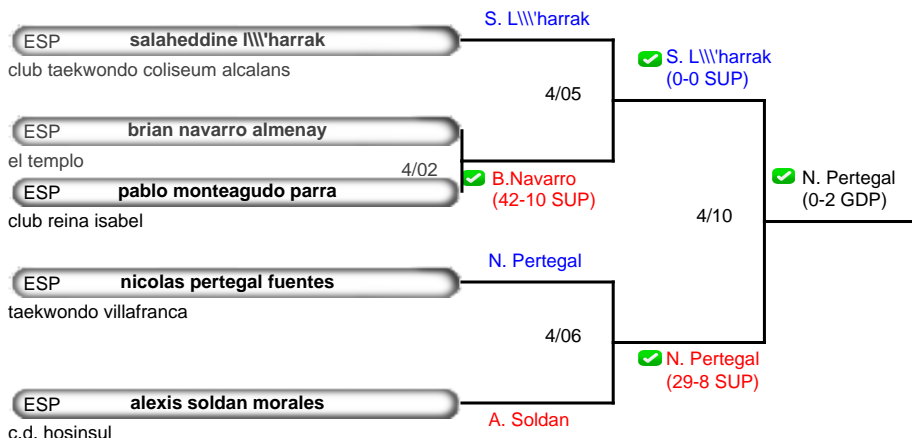 S. L\\\'harrak
ESP salaheddine l\\\'harrak
club taekwondo coliseum alcalans
S. L\\\'harrak
(0-0 SUP)
4/05
ESP brian navarro almenay
el templo
4/02
B.Navarro
(42-10 SUP)
ESP pablo monteagudo parra
club reina isabel
N. Pertegal
(0-2 GDP)
4/10
N. Pertegal
ESP nicolas pertegal fuentes
taekwondo villafranca
4/06
N. Pertegal
(29-8 SUP)
ESP alexis soldan morales
A. Soldan
c.d. hosinsul